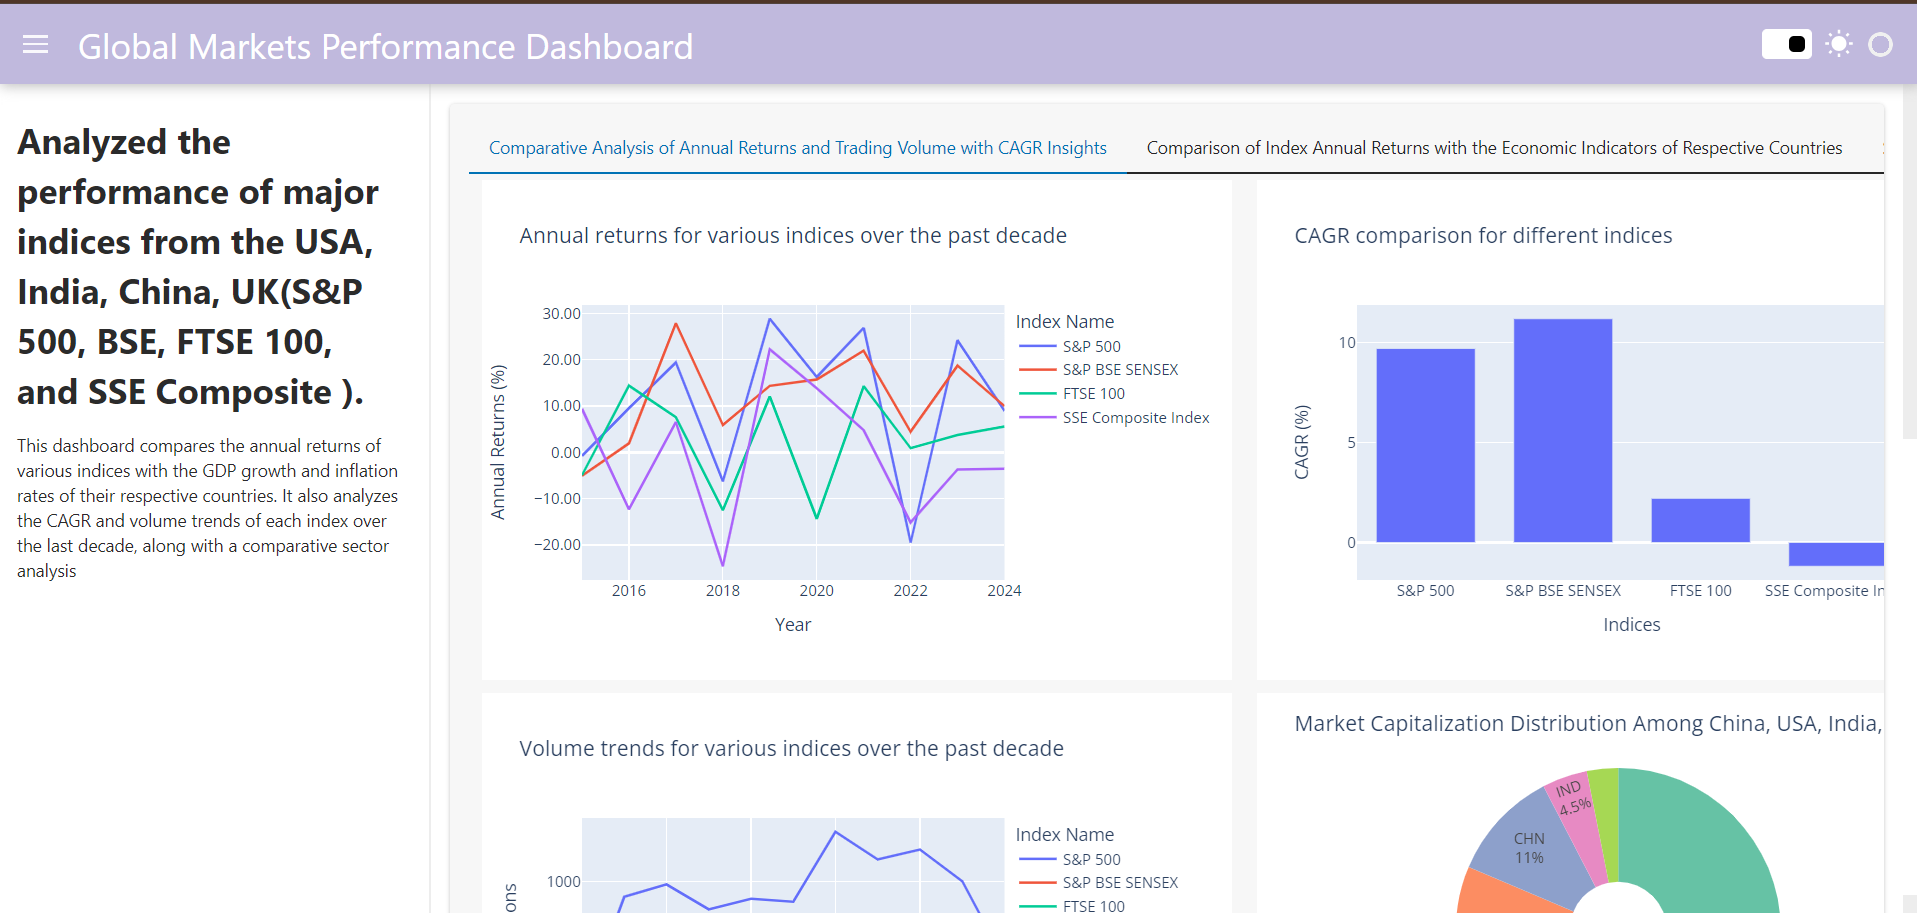 Global Markets Performance Dashboard
Analyzed the
performance of major
indices from the USA,
India, China, UK(S&P
500, BSE, FTSE 100,
and SSE Composite ).
This dashboard compares the annual returns of
various indices with the GDP growth and inflation
rates of their respective countries. It also analyzes
the CAGR and volume trends of each index over
the last decade, along with a comparative sector
analysis
Comparative Analysis of Annual Returns and Trading Volume with CAGR Insights
Comparison of Index Annual Returns with the Economic Indicators of Respective Countries
Annual returns for various indices over the past decade
30.00
20.00
10.00
0.00
−10.00
−20.00
Annual Returns (%)
2016 2018 2020 2022 2024
Year
Index Name
S&P 500
S&P BSE SENSEX
FTSE 100
SSE Composite Index
CAGR comparison for different indices
10
5
0
CAGR (%)
S&P 500 S&P BSE SENSEX FTSE 100 SSE Composite In
Indices
Volume trends for various indices over the past decade
1000
ons
Index Name
S&P 500
S&P BSE SENSEX
FTSE 100
Market Capitalization Distribution Among China, USA, India,
IND
4.5%
CHN
11%